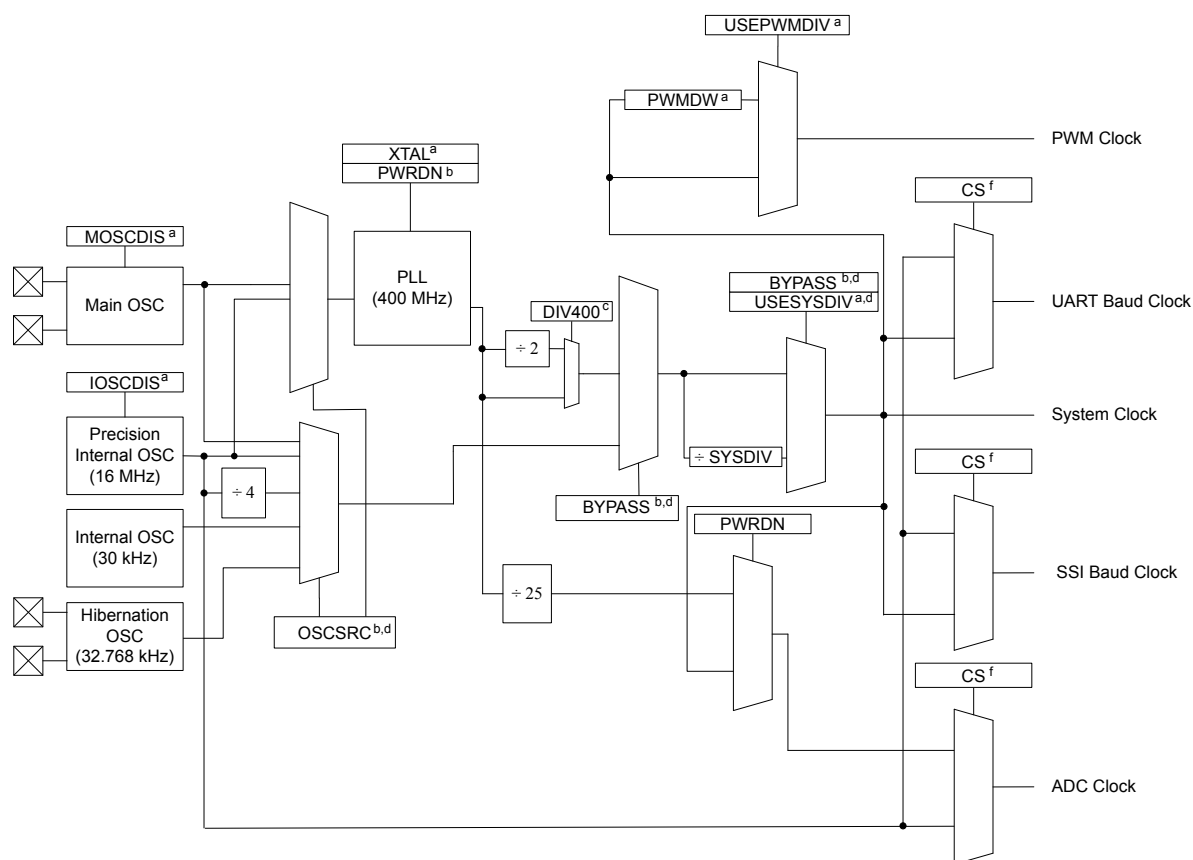 USEPWMDIV a
PWMDW a
PWM Clock
XTAL a
PWRDN b
CS f
MOSCDIS a
Main OSC
PLL
(400 MHz)
BYPASS b,d
USESYSDIV a,d
UART Baud Clock
DIV400 c
÷ 2
IOSCDIS a
Precision
Internal OSC
(16 MHz)
System Clock
÷ SYSDIV
CS f
÷ 4
BYPASS b,d
Internal OSC
(30 kHz)
PWRDN
SSI Baud Clock
÷ 25
Hibernation
OSC
(32.768 kHz)
OSCSRC b,d
CS f
ADC Clock